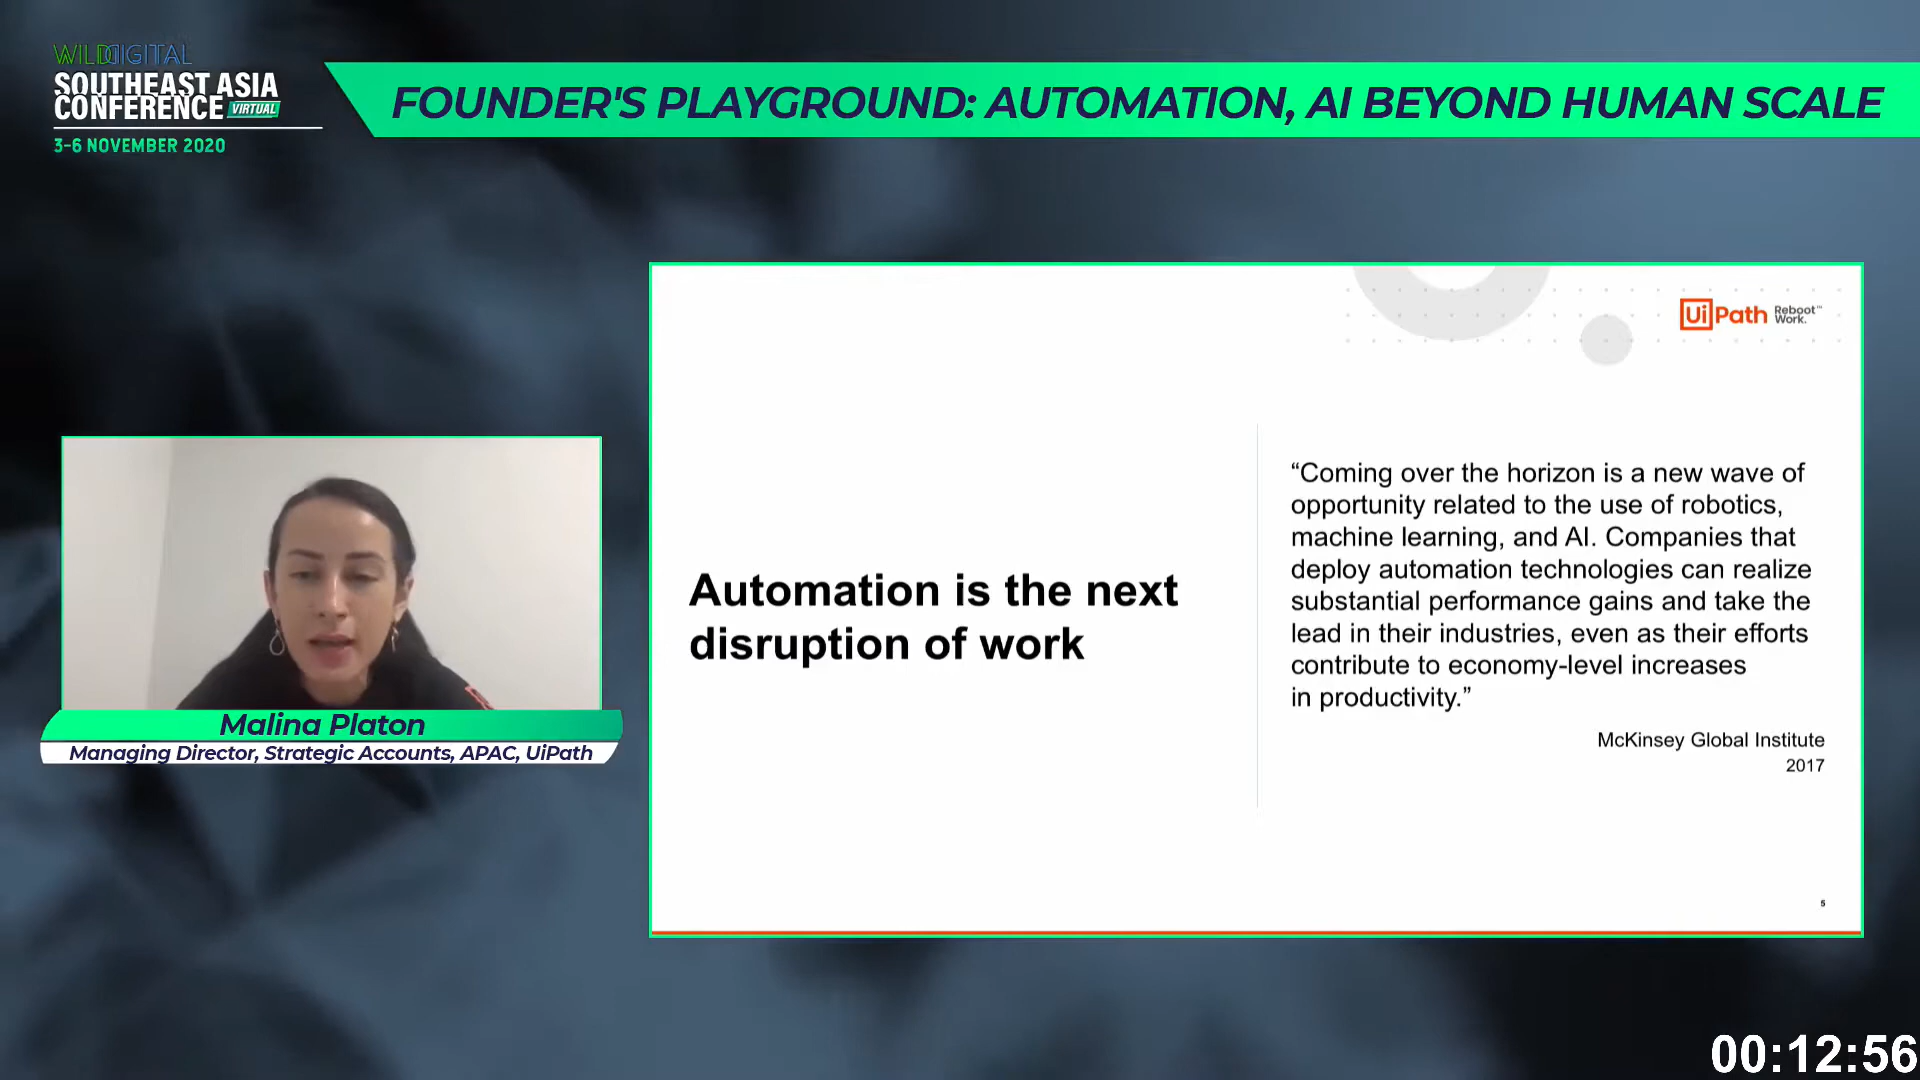 WILDDIGITAL
SOUTHEAST ASIA
CONFERENCE VIRTUAL
3-6 NOVEMBER 2020
FOUNDER'S PLAYGROUND: AUTOMATION, AI BEYOND HUMAN SCALE
UiPath Reboot™
Work.
Automation is the next
disruption of work
“Coming over the horizon is a new wave of
opportunity related to the use of robotics,
machine learning, and AI. Companies that
deploy automation technologies can realize
substantial performance gains and take the
lead in their industries, even as their efforts
contribute to economy-level increases
in productivity.”
McKinsey Global Institute
2017
5
Malina Platon
Managing Director, Strategic Accounts, APAC, UiPath
00:12:56